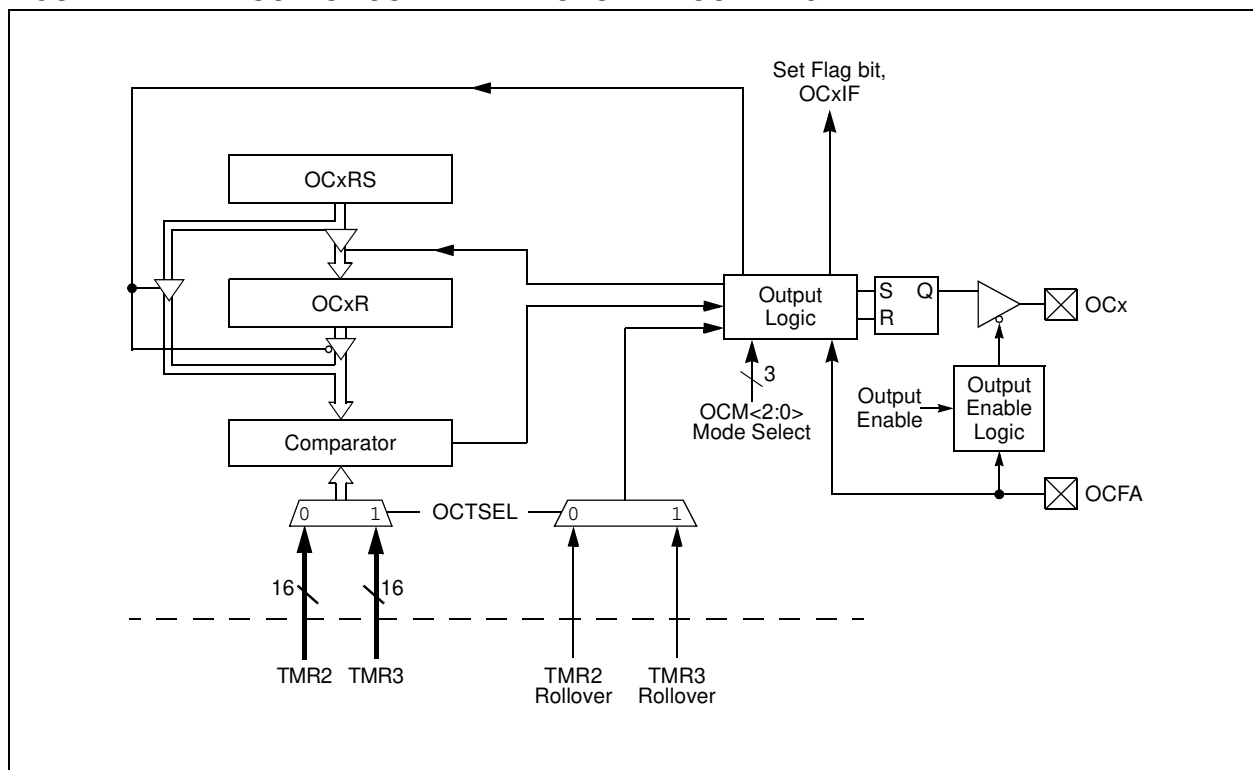 Set Flag bit,
OCxIF
OCxRS
OCxR
Output
Logic
S Q
R
OCx
3
OCM<2:0>
Mode Select
Output
Enable
Output
Enable
Logic
Comparator
OCFA
0 1
OCTSEL
0 1
16
16
TMR2
TMR3
TMR2
Rollover
TMR3
Rollover